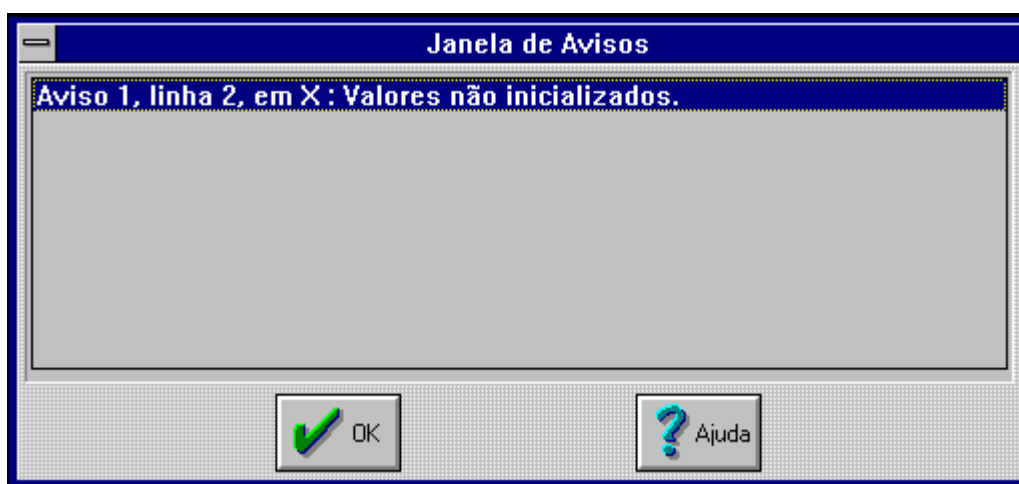 Janela de Avisos
Aviso 1, linha 2, em X : Valores não inicializados.
OK
Ajuda